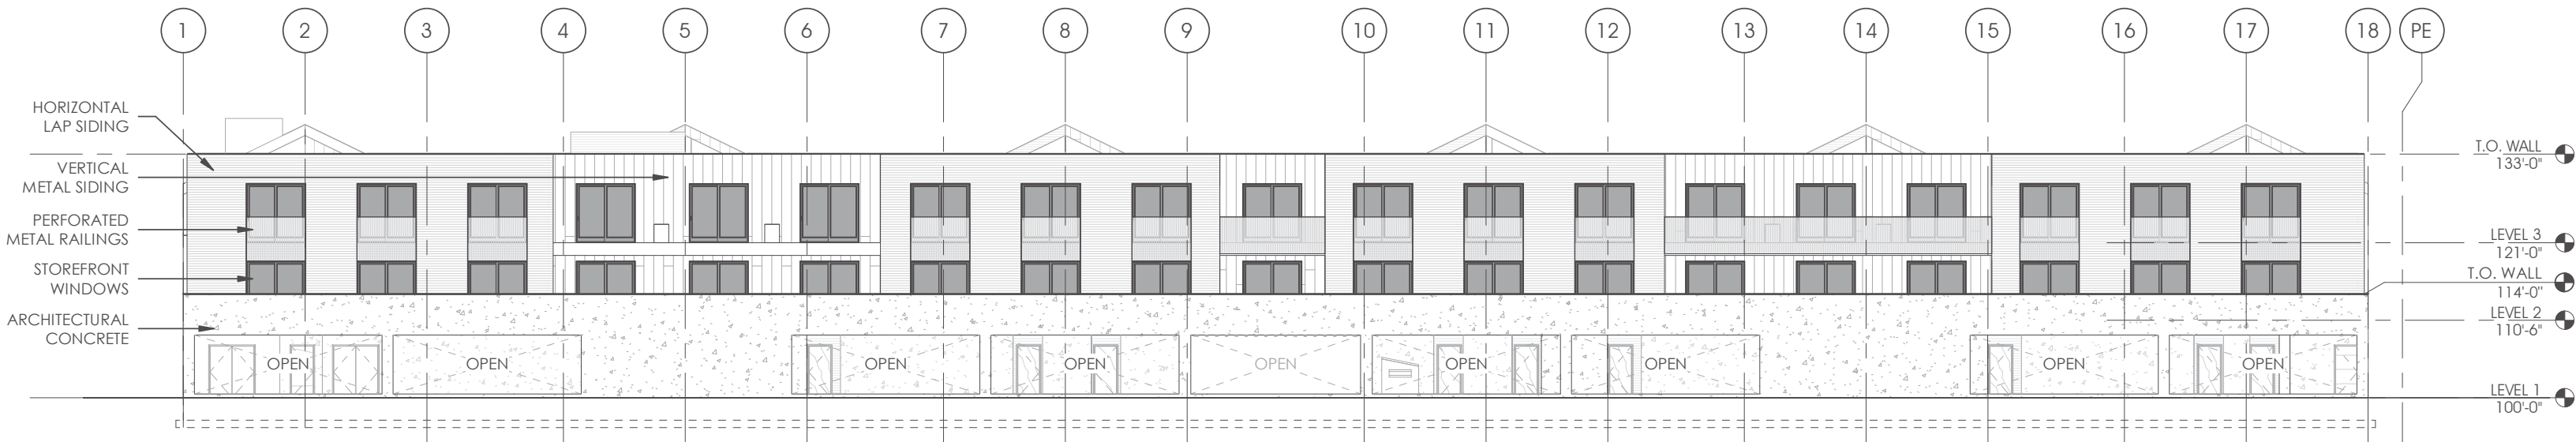 1 2 3 4 5 6 7 8 9 10 11 12 13 14 15 16 17 18 PE
HORIZONTAL
LAP SIDING
VERTICAL
METAL SIDING
PERFORATED
METAL RAILINGS
STOREFRONT
WINDOWS
ARCHITECTURAL
CONCRETE
T.O. WALL
133'-0"
LEVEL 3
121'-0"
T.O. WALL
114'-0"
LEVEL 2
110'-6"
LEVEL 1
100'-0"
OPEN OPEN OPEN OPEN OPEN OPEN OPEN OPEN OPEN